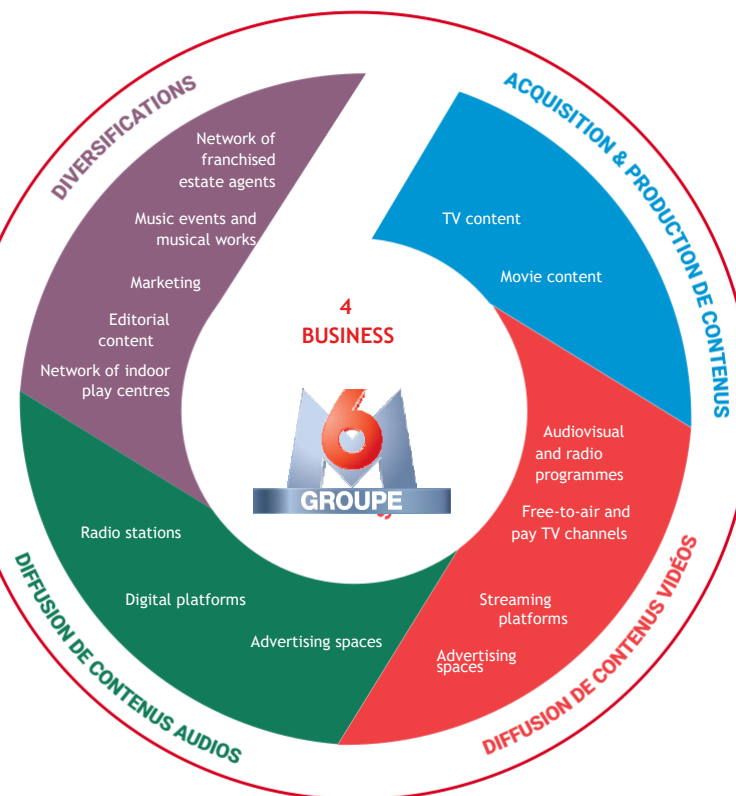 DIVERSIFICATIONS
Network of
franchised
estate agents
Music events and
musical works
Marketing
Editorial
content
Network of indoor
play centres
ACQUISITION & PRODUCTION DE CONTENUS
TV content
Movie content
4
BUSINESS
6
GROUPE
Audiovisual
and radio
programmes
Free-to-air and
pay TV channels
Streaming
platforms
Advertising
spaces
DIFFUSION DE CONTENUS VIDÉOS
Radio stations
Digital platforms
Advertising spaces
DIFFUSION DE CONTENUS AUDIOS